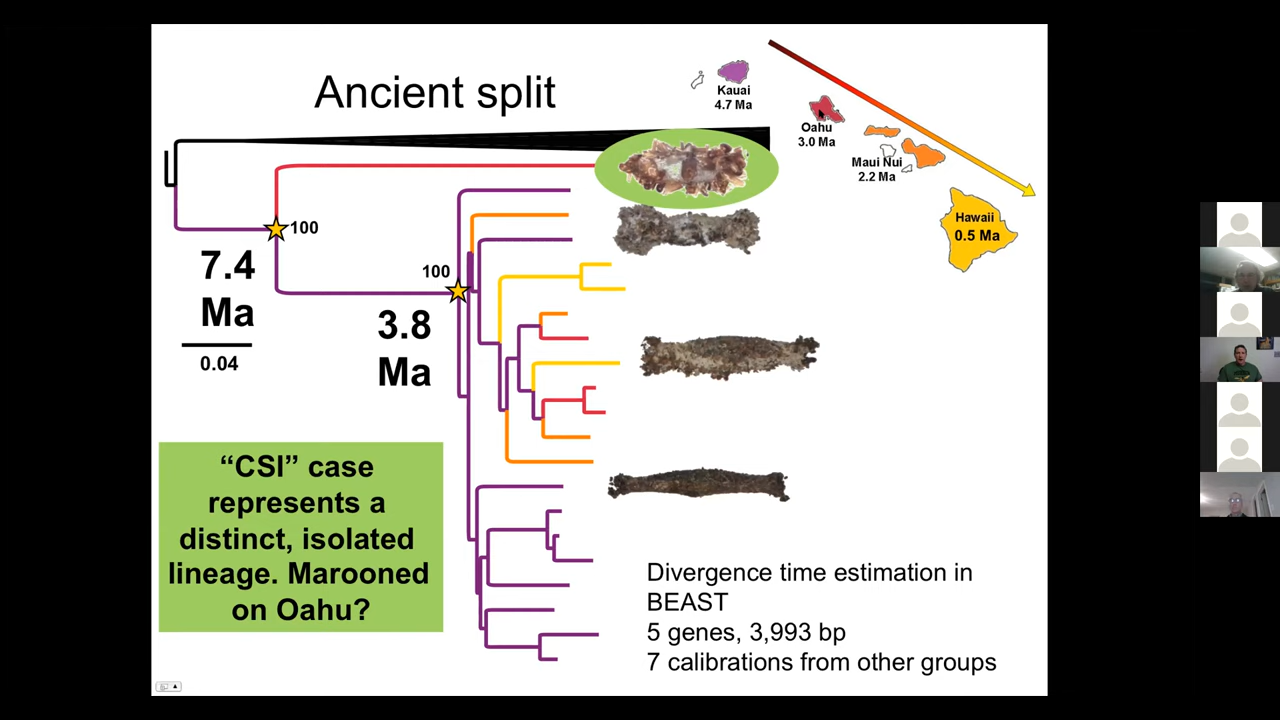 Ancient split
Kauai
4.7 Ma
Oahu
3.0 Ma
Maui Nui
2.2 Ma
Hawaii
0.5 Ma
100
7.4
Ma
0.04
100
3.8
Ma
“CSI” case
represents a
distinct, isolated
lineage. Marooned
on Oahu?
Divergence time estimation in
BEAST
5 genes, 3,993 bp
7 calibrations from other groups